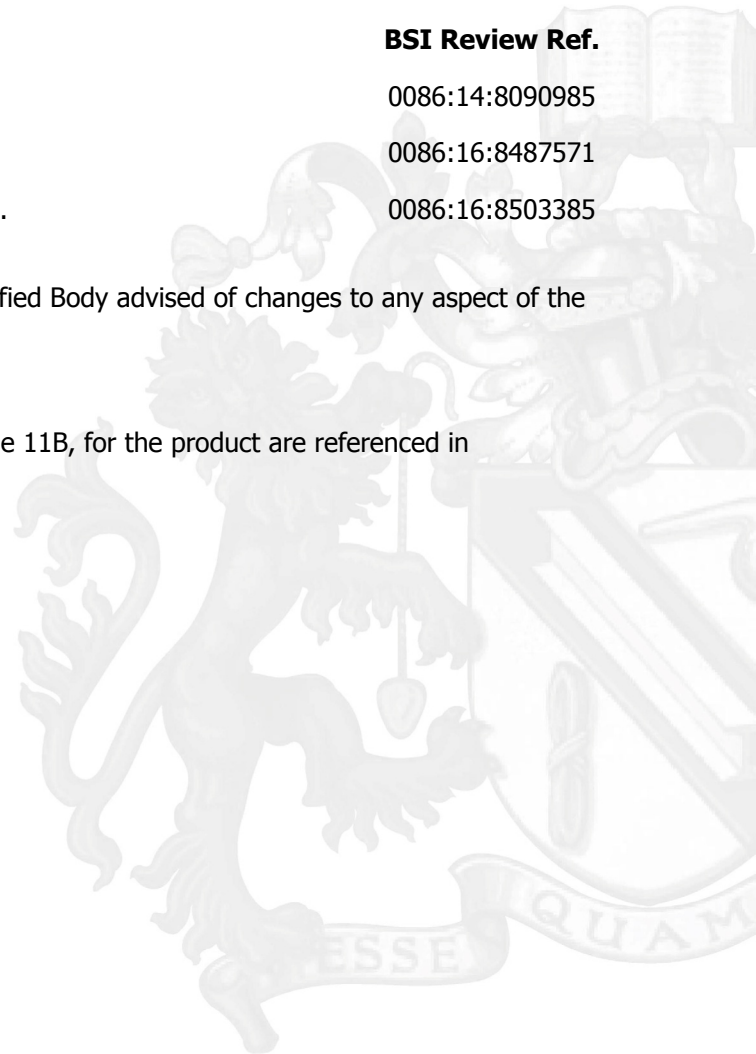 BSI Review Ref.
0086:14:8090985
0086:16:8487571
. 0086:16:8503385
fied Body advised of changes to any aspect of the
e 11B, for the product are referenced in
ESSE QUAM